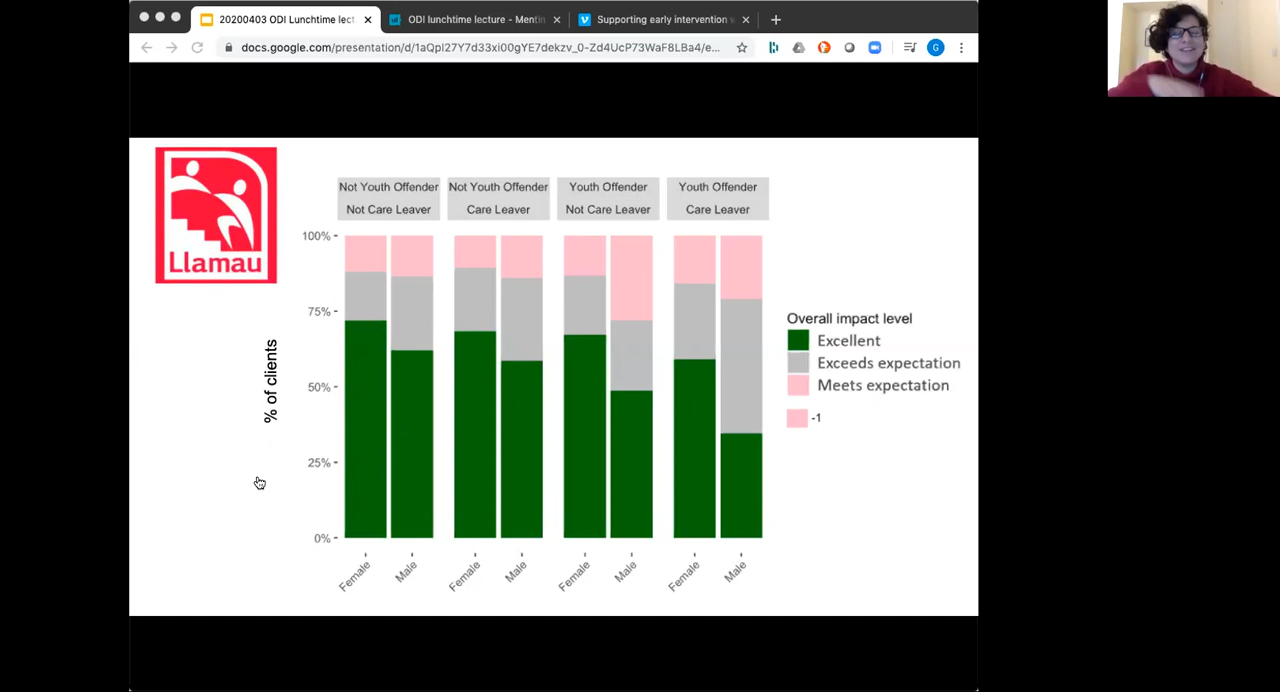 20200403 ODI Lunchtime lect
ODI lunchtime lecture - Mentin
Supporting early intervention w
docs.google.com/presentation/d/1aQpl27Y7d33xi00gYE7dekzv_0-Zd4UcP73WaF8LBa4/e...
G
Llamau
Not Youth Offender
Not Care Leaver
Not Youth Offender
Care Leaver
Youth Offender
Not Care Leaver
Youth Offender
Care Leaver
100%
75%
50%
25%
0%
% of clients
Female
Male
Female
Male
Female
Male
Female
Male
Overall impact level
Excellent
Exceeds expectation
Meets expectation
-1